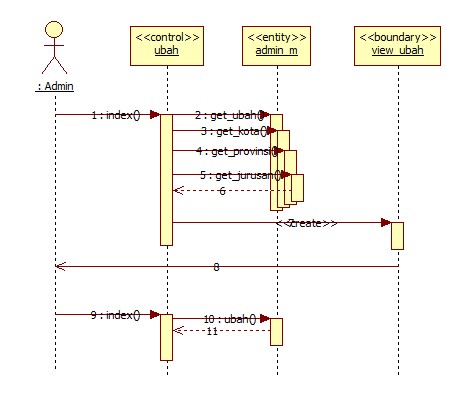 <<control>>
ubah
<<entity>>
admin_m
<<boundary>>
view_ubah
: Admin
1 : index()
2 : get_ubah()
3 : get_kota()
4 : get_provinsi()
5 : get_jurusan()
6
7
<<create>>
8
9 : index()
10 : ubah()
11